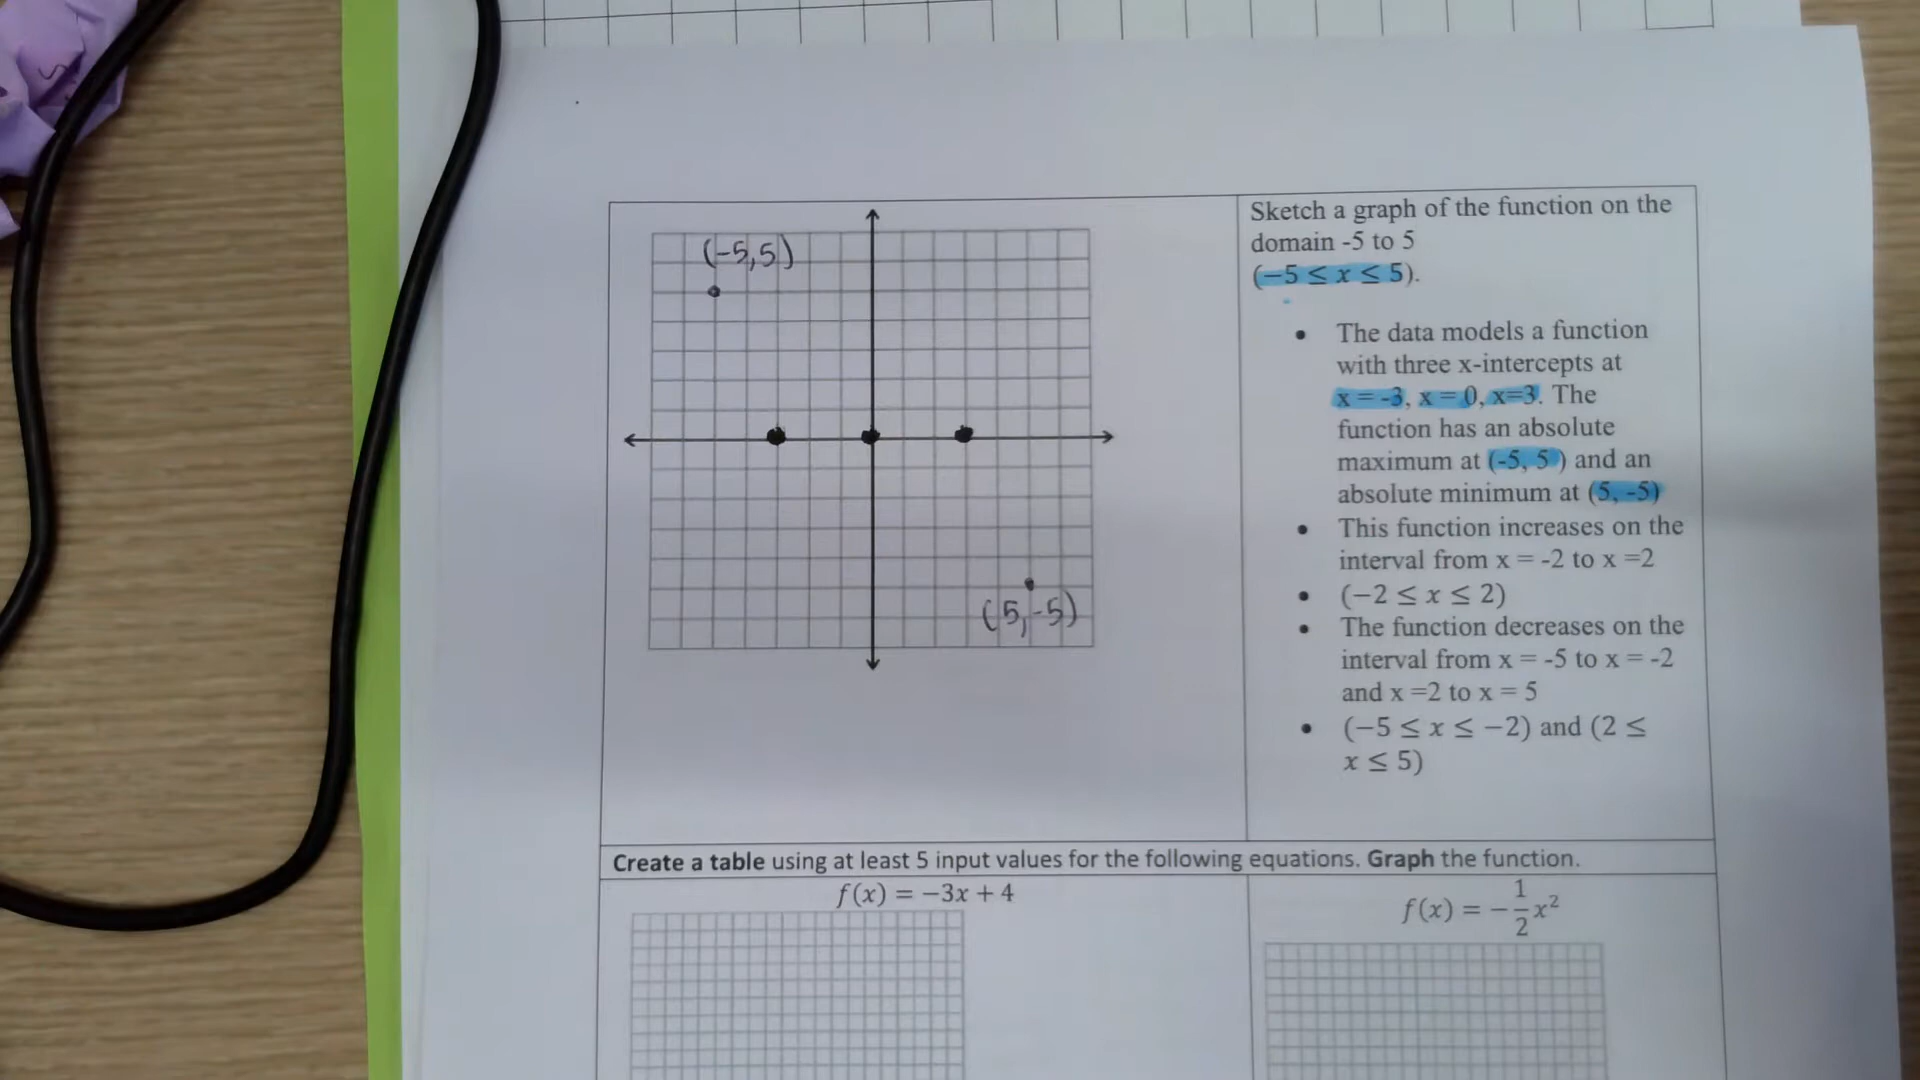 (-5,5)
(5,-5)
Sketch a graph of the function on the
domain -5 to 5
(−5 ≤ x ≤ 5).
• The data models a function
with three x-intercepts at
x = -3, x = 0, x=3. The
function has an absolute
maximum at (-5, 5 ) and an
absolute minimum at (5, -5)
• This function increases on the
interval from x = -2 to x =2
• (−2 ≤ x ≤ 2)
• The function decreases on the
interval from x = -5 to x = -2
and x =2 to x = 5
• (−5 ≤ x ≤ −2) and (2 ≤
x ≤ 5)
Create a table using at least 5 input values for the following equations. Graph the function.
f(x) = −3x + 4
f(x) = −½x²